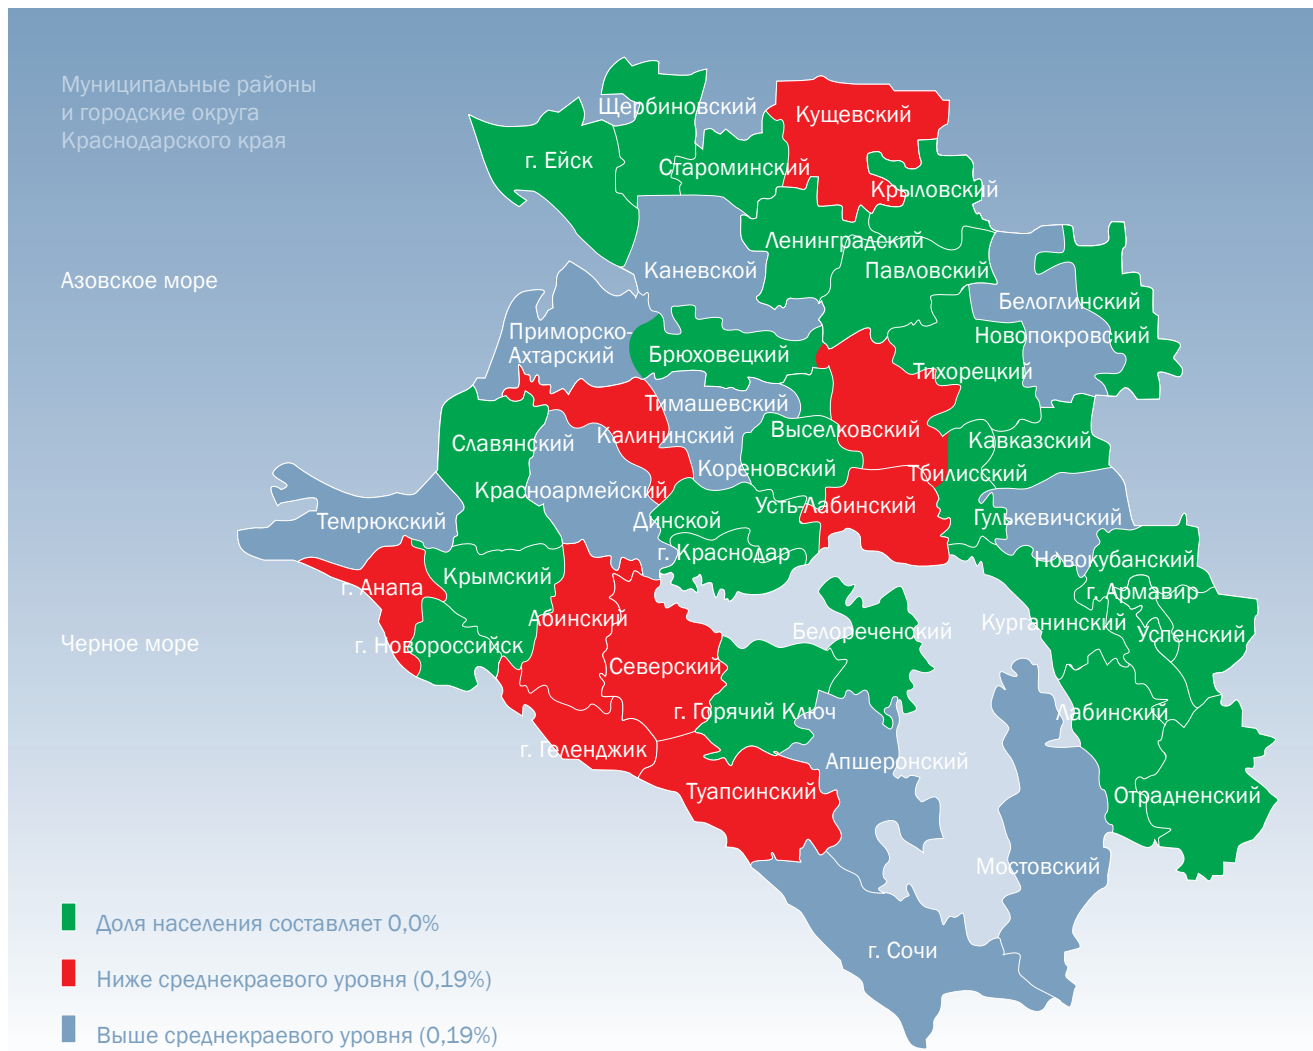 Муниципальные районы
и городские округа
Краснодарского края
Щербиновский
Кущевский
г. Ейск
Староминский
Крыловский
Ленинградский
Каневской
Павловский
Азовское море
Белоглинский
Приморско-
Ахтарский
Новопокровский
Брюховецкий
Тихорецкий
Тимашевский
Калининский
Выселковский
Славянский
Кавказский
Кореновский
Тбилисский
Красноармейский
Усть-Лабинский
Темрюкский
Динской
Гулькевичский
г. Краснодар
Новокубанский
Крымский
г. Анапа
г. Армавир
Абинский
Курганинский
Белореченский
Успенский
Черное море
г. Новороссийск
Северский
г. Горячий Ключ
Лабинский
г. Геленджик
Апшеронский
Туапсинский
Отрадненский
Мостовский
г. Сочи
Доля населения составляет 0,0%
Ниже среднекраевого уровня (0,19%)
Выше среднекраевого уровня (0,19%)